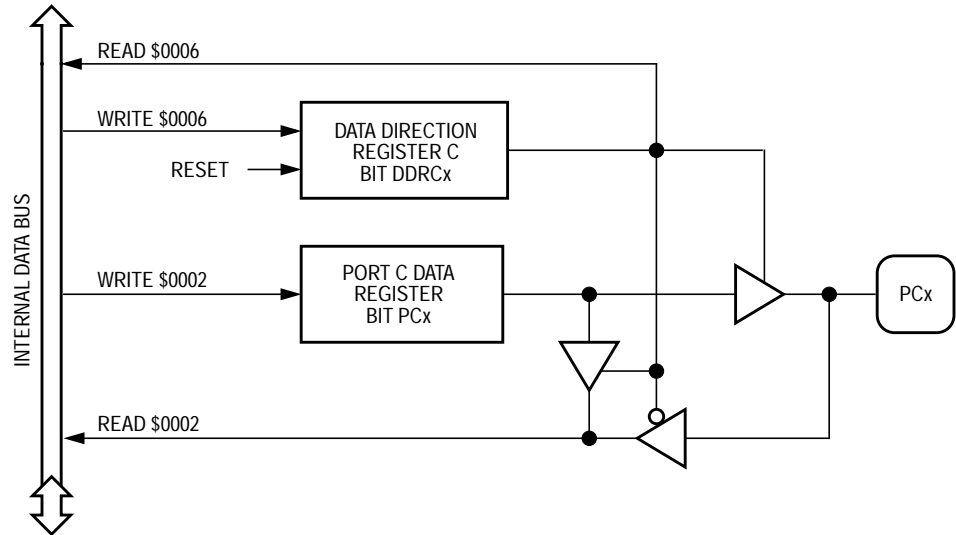 READ $0006
WRITE $0006
DATA DIRECTION
REGISTER C
BIT DDRCx
RESET
INTERNAL DATA BUS
WRITE $0002
PORT C DATA
REGISTER
BIT PCx
PCx
READ $0002